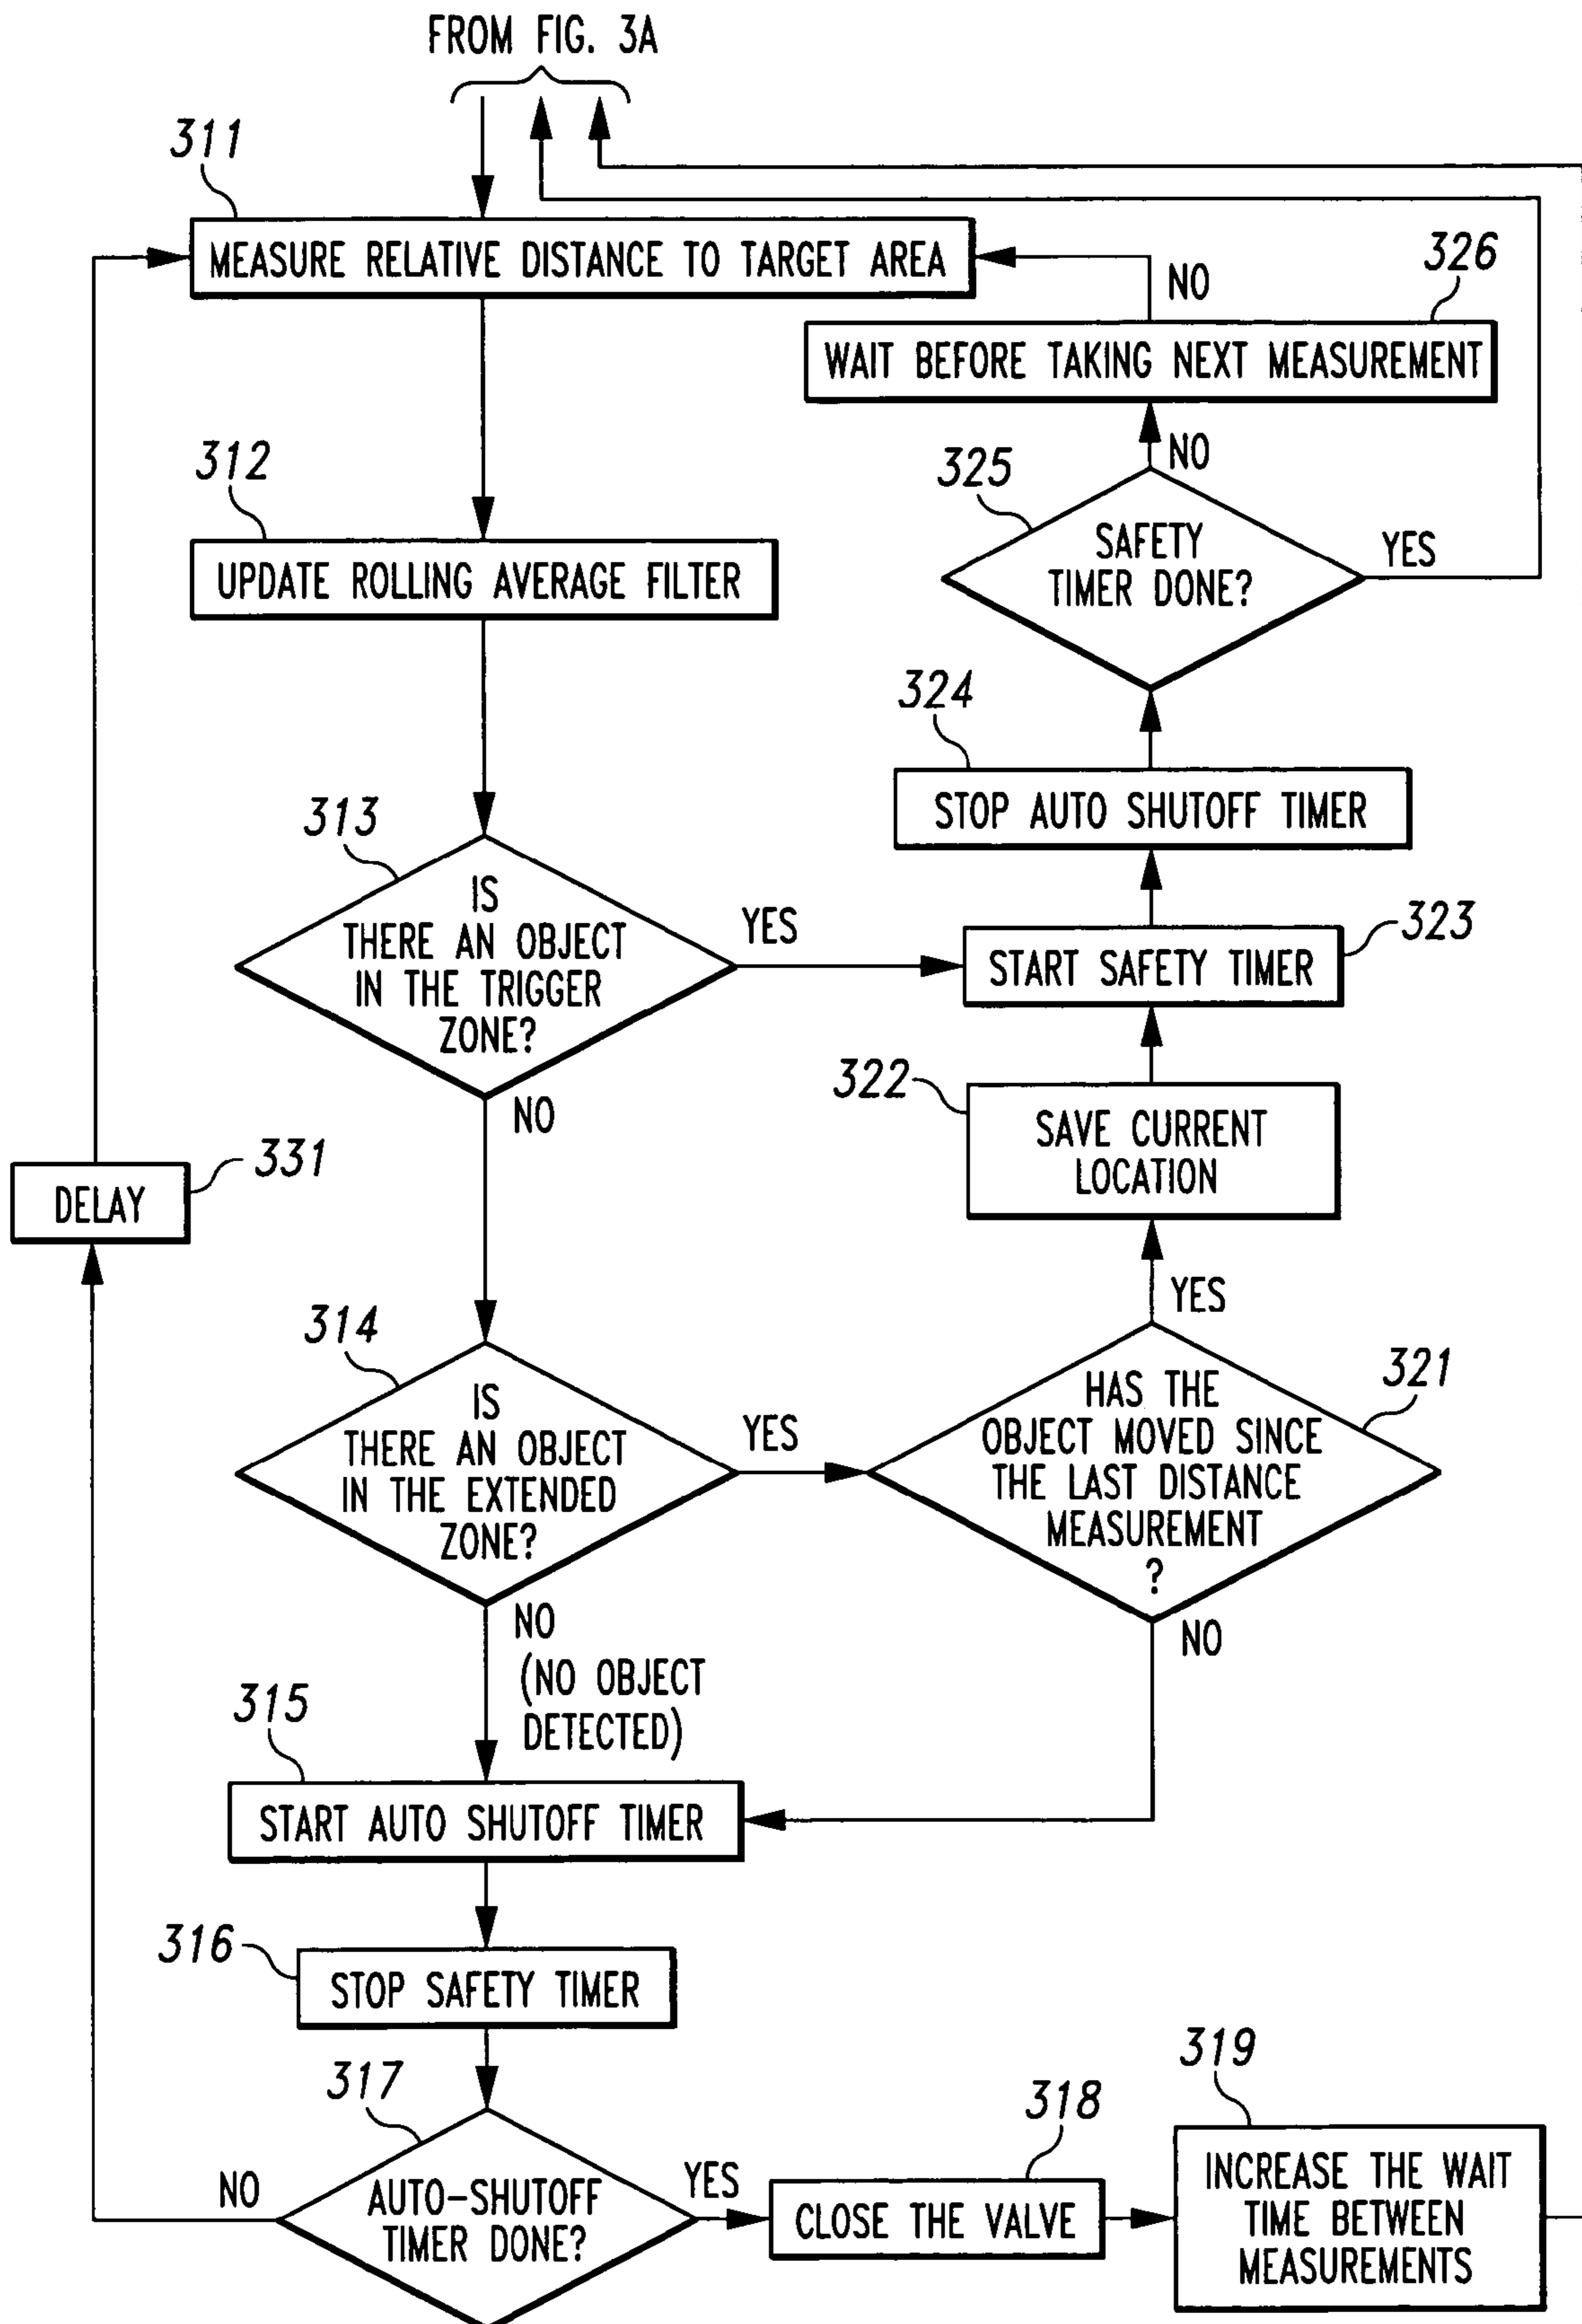 FROM FIG. 3A
311
MEASURE RELATIVE DISTANCE TO TARGET AREA
326
NO
WAIT BEFORE TAKING NEXT MEASUREMENT
NO
312
UPDATE ROLLING AVERAGE FILTER
325
SAFETY
TIMER DONE?
YES
324
STOP AUTO SHUTOFF TIMER
313
IS
THERE AN OBJECT
IN THE TRIGGER
ZONE?
YES
NO
323
START SAFETY TIMER
322
SAVE CURRENT
LOCATION
331
DELAY
YES
314
IS
THERE AN OBJECT
IN THE EXTENDED
ZONE?
YES
321
HAS THE
OBJECT MOVED SINCE
THE LAST DISTANCE
MEASUREMENT
?
NO
NO
(NO OBJECT
DETECTED)
315
START AUTO SHUTOFF TIMER
316
STOP SAFETY TIMER
317
AUTO-SHUTOFF
TIMER DONE?
NO
YES
318
CLOSE THE VALVE
319
INCREASE THE WAIT
TIME BETWEEN
MEASUREMENTS